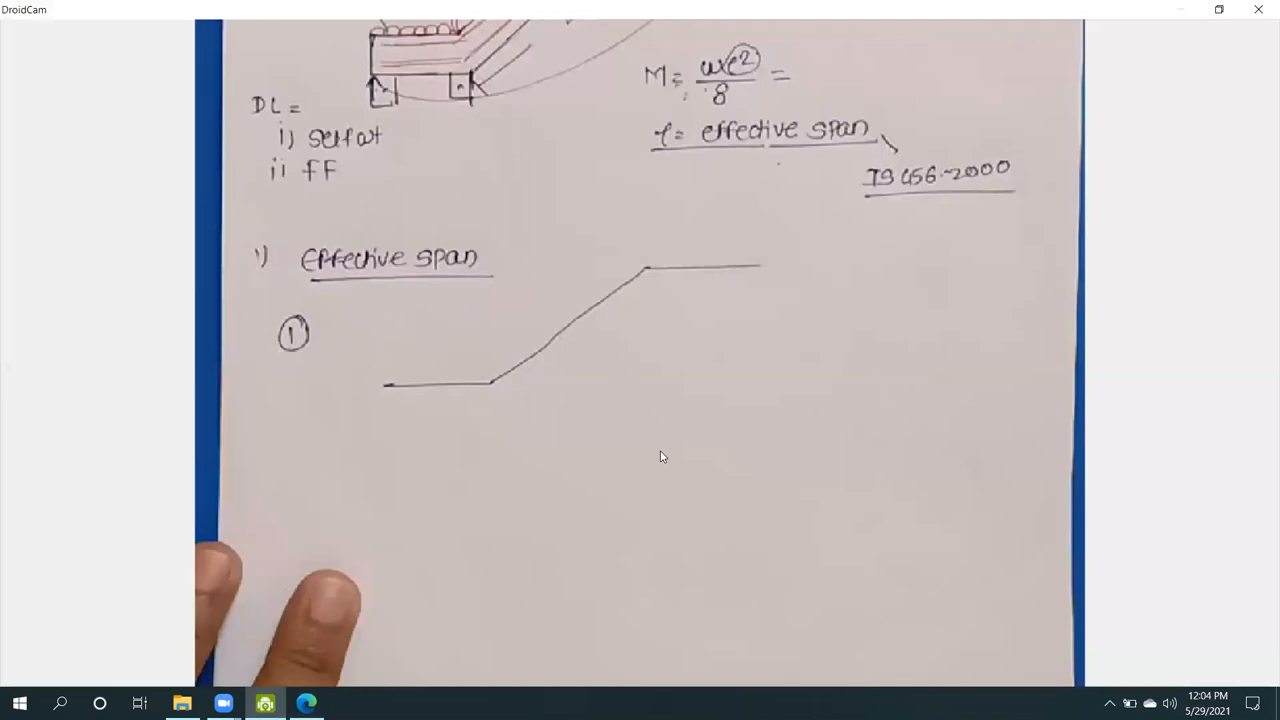 DroidCam
M = wxl²/8 =
DL =
i) selfwt
ii) FF
l = effective span
IS 456-2000
1) Effective span
1
12:04 PM
5/29/2021